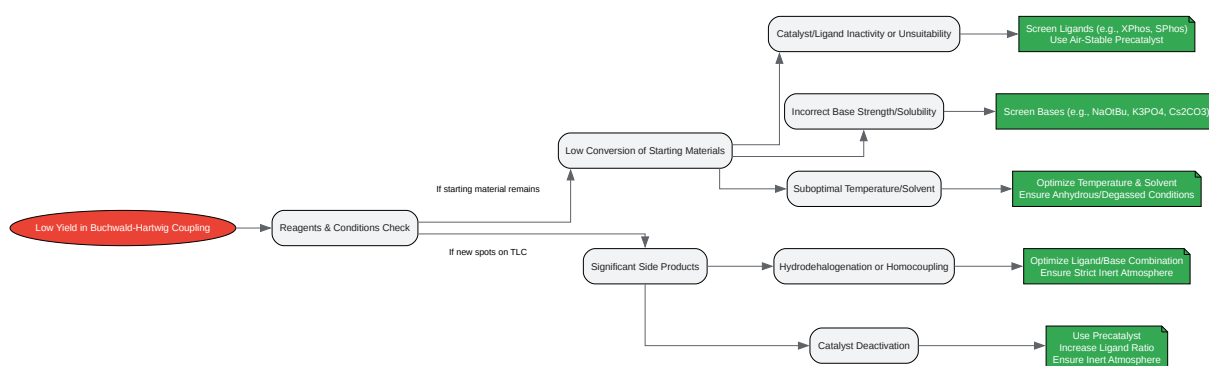 Low Yield in Buchwald-Hartwig Coupling
Reagents & Conditions Check
If starting material remains
If new spots on TLC
Low Conversion of Starting Materials
Significant Side Products
Catalyst/Ligand Inactivity or Unsuitability
Incorrect Base Strength/Solubility
Suboptimal Temperature/Solvent
Hydrodehalogenation or Homocoupling
Catalyst Deactivation
Screen Ligands (e.g., XPhos, SPhos)
Use Air-Stable Precatalyst
Screen Bases (e.g., NaOtBu, K3PO4, Cs2CO3)
Optimize Temperature & Solvent
Ensure Anhydrous/Degassed Conditions
Optimize Ligand/Base Combination
Ensure Strict Inert Atmosphere
Use Precatalyst
Increase Ligand Ratio
Ensure Inert Atmosphere